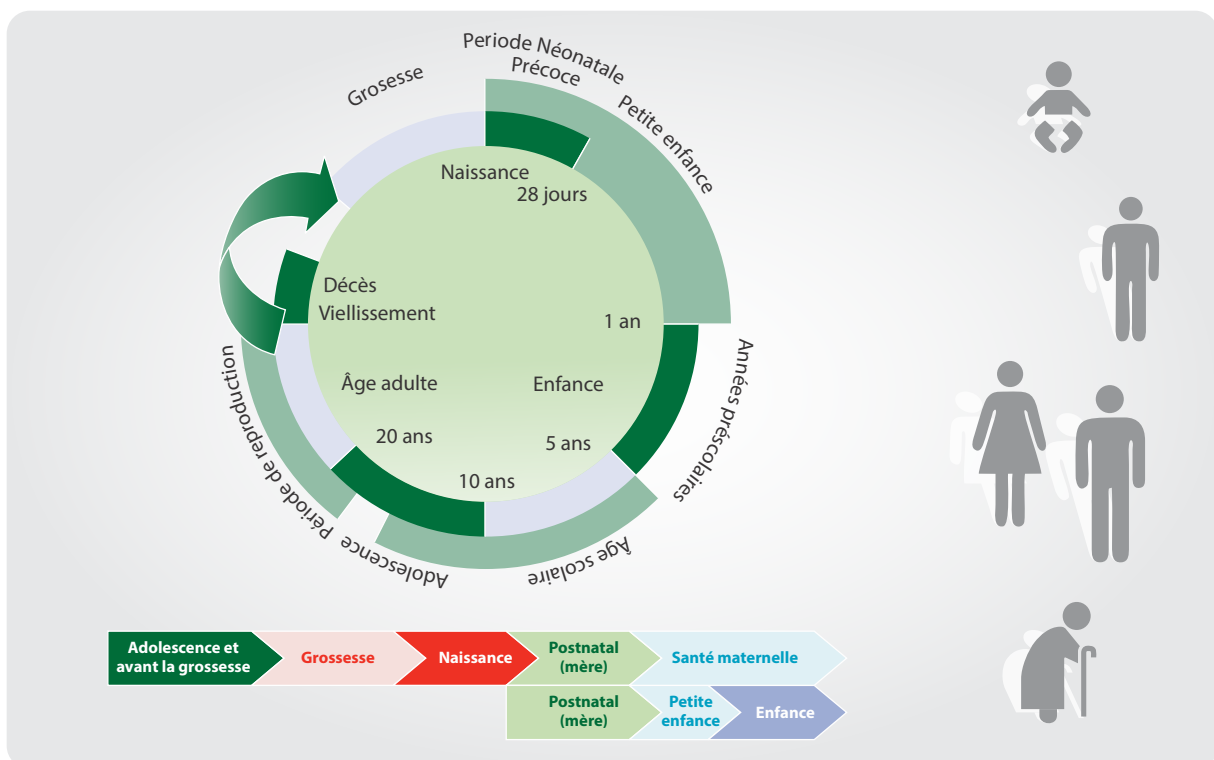 Periode Néonatale
Précoce
Grosesse
Petite enfance
Naissance
28 jours
Décès
Viellissement
1 an
Années préscolaires
Âge adulte
Enfance
20 ans
5 ans
10 ans
Période de reproduction
Adolescence
Âge scolaire
Adolescence et
avant la grossesse
Grossesse
Naissance
Postnatal
(mère)
Santé maternelle
Postnatal
(mère)
Petite
enfance
Enfance